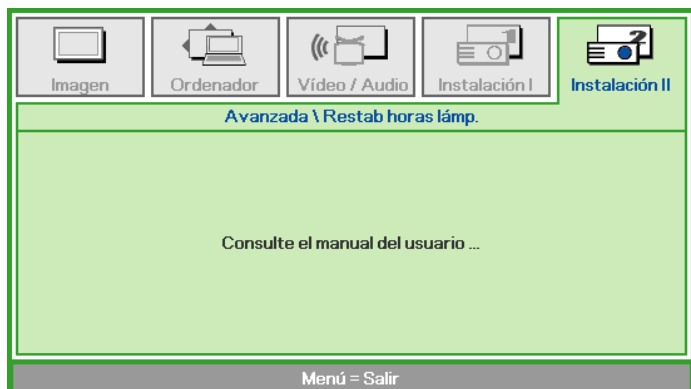 Imagen Ordenador Vídeo / Audio Instalación I Instalación II
Avanzada \ Restab horas lámp.
Consulte el manual del usuario ...
Menú = Salir